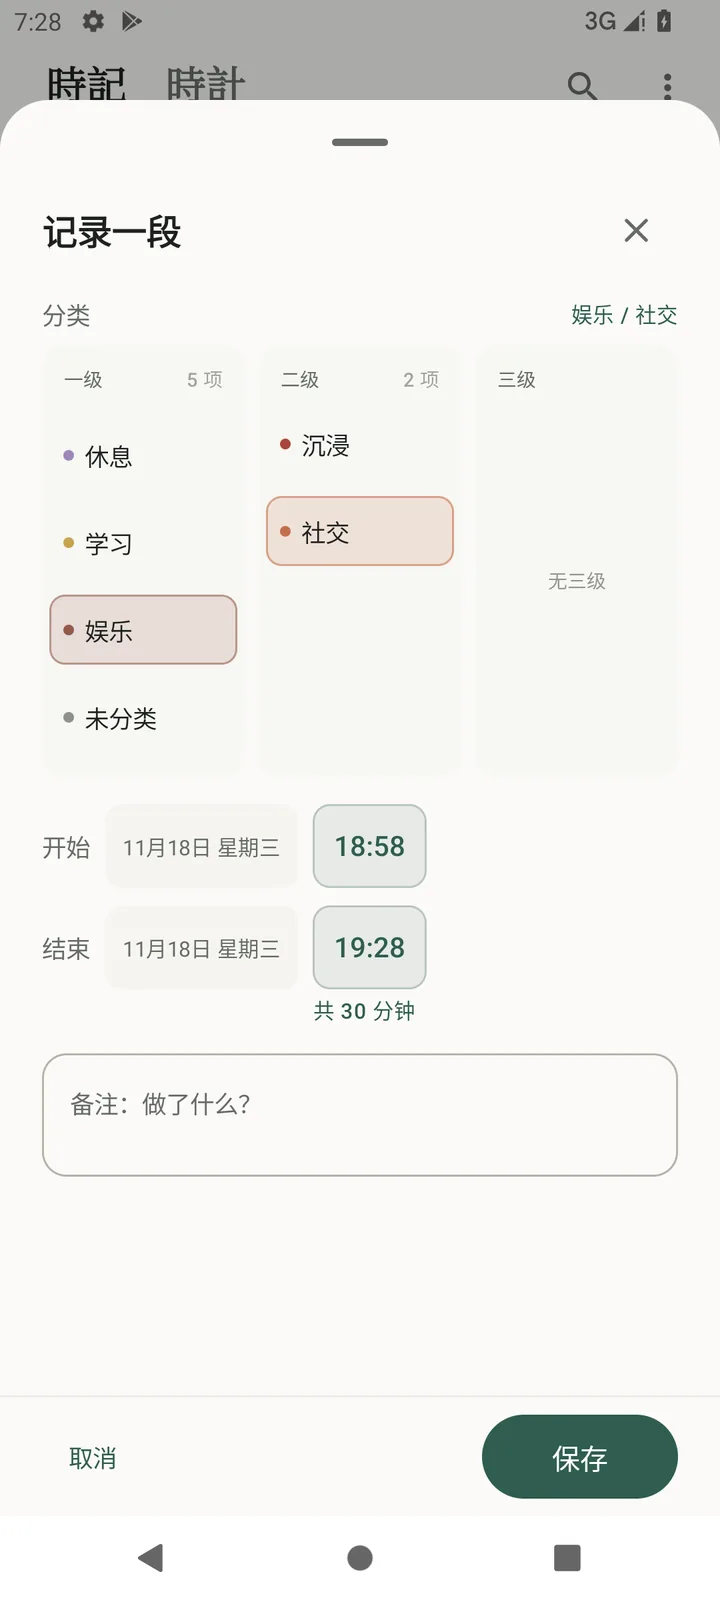 7:28 3G
時記 時計
记录一段
分类 娱乐 / 社交
一级 5 项 二级 2 项 三级
休息 沉浸
学习 社交
无三级
娱乐
未分类
开始 11月18日 星期三 18:58
结束 11月18日 星期三 19:28
共 30 分钟
备注：做了什么？
取消 保存